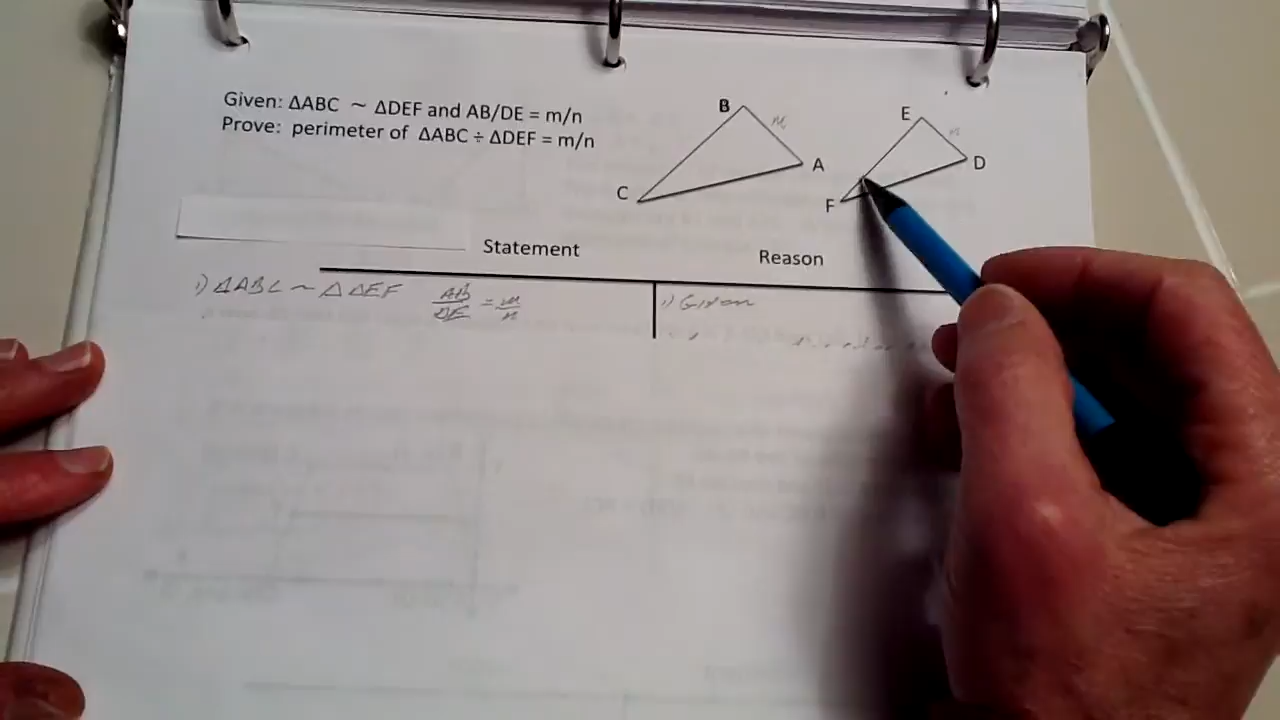 Given: ΔABC ~ ΔDEF and AB/DE = m/n
Prove: perimeter of ΔABC ÷ ΔDEF = m/n
B
E
m
n
A
D
C
F
Statement
Reason
1) ΔABC ~ ΔDEF AB/DE = m/n
1) Given